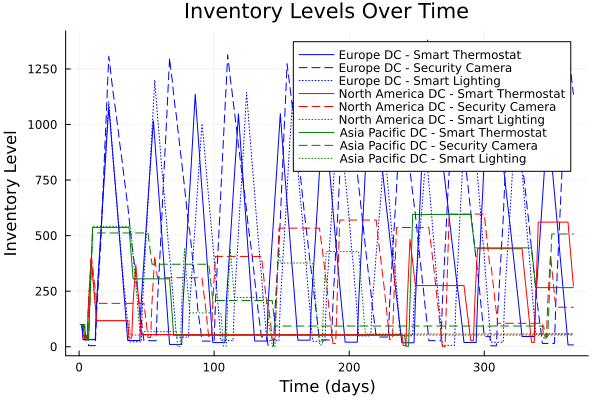 Inventory Levels Over Time
Inventory Level
1250
1000
750
500
250
0
Europe DC - Smart Thermostat
Europe DC - Security Camera
Europe DC - Smart Lighting
North America DC - Smart Thermostat
North America DC - Security Camera
North America DC - Smart Lighting
Asia Pacific DC - Smart Thermostat
Asia Pacific DC - Security Camera
Asia Pacific DC - Smart Lighting
0 100 200 300
Time (days)